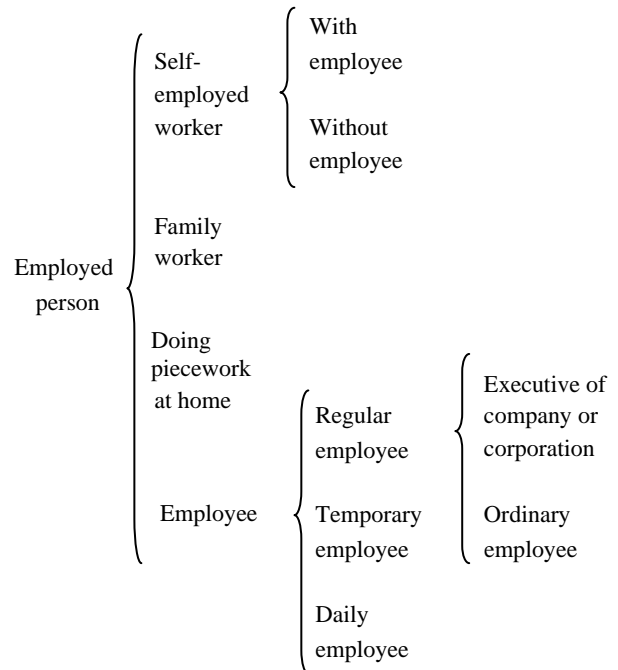 Employed
person
Self-
employed
worker
With
employee
Without
employee
Family
worker
Doing
piecework
at home
Employee
Regular
employee
Executive of
company or
corporation
Ordinary
employee
Temporary
employee
Daily
employee